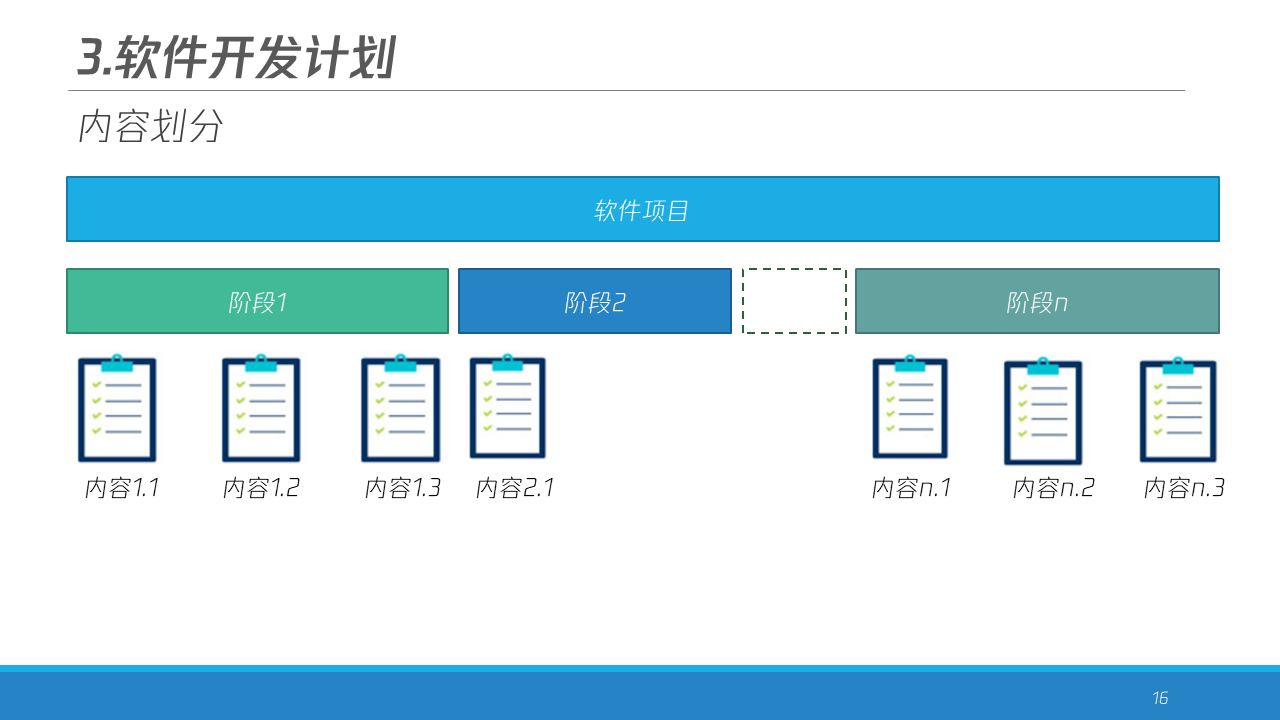 3.软件开发计划
内容划分
软件项目
阶段1 阶段2 阶段n
内容1.1 内容1.2 内容1.3 内容2.1 内容n.1 内容n.2 内容n.3
16